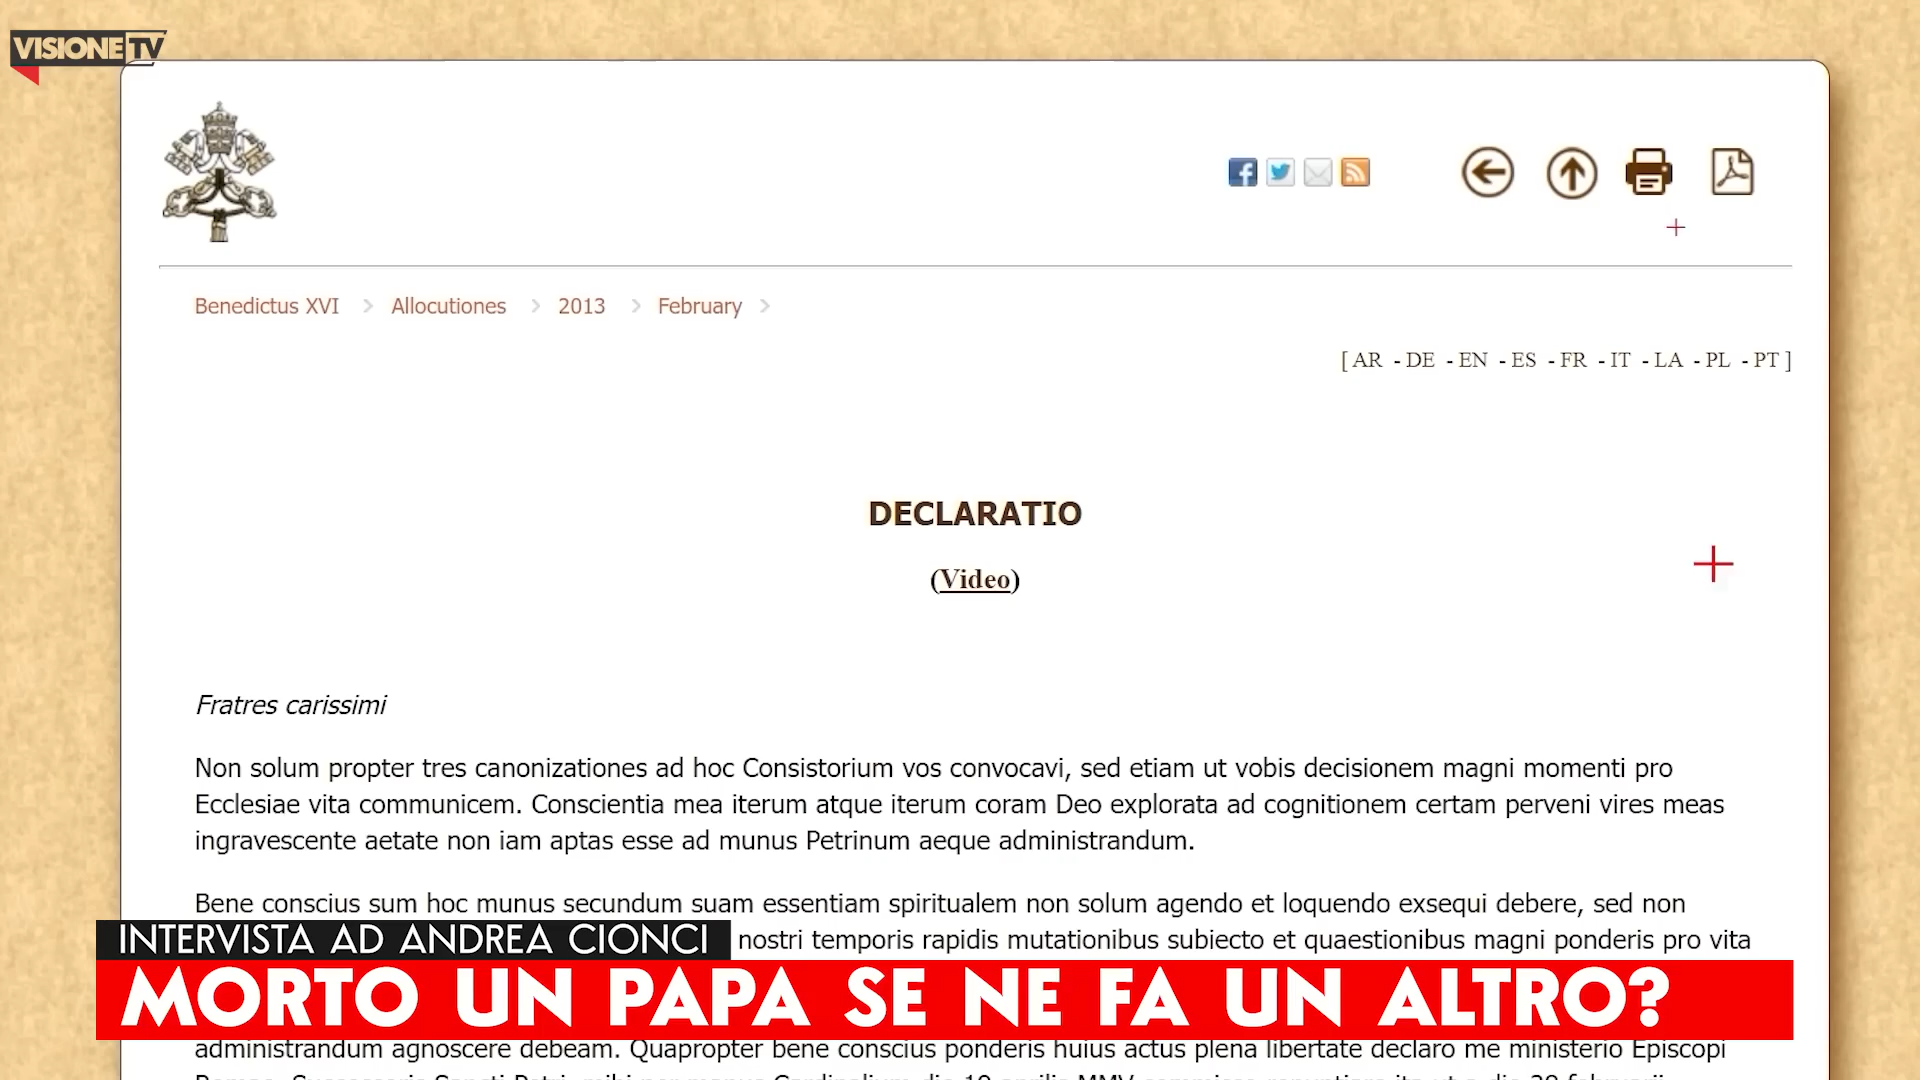 VISIONE TV
Benedictus XVI > Allocutiones > 2013 > February >
[ AR - DE - EN - ES - FR - IT - LA - PL - PT ]
DECLARATIO
(Video)
Fratres carissimi
Non solum propter tres canonizationes ad hoc Consistorium vos convocavi, sed etiam ut vobis decisionem magni momenti pro
Ecclesiae vita communicem. Conscientia mea iterum atque iterum coram Deo explorata ad cognitionem certam perveni vires meas
ingravescente aetate non iam aptas esse ad munus Petrinum aeque administrandum.
Bene conscius sum hoc munus secundum suam essentiam spiritualem non solum agendo et loquendo exsequi debere, sed non
INTERVISTA AD ANDREA CIONCI
nostri temporis rapidis mutationibus subiecto et quaestionibus magni ponderis pro vita
MORTO UN PAPA SE NE FA UN ALTRO?
administrandum agnoscere debeam. Quapropter bene conscius ponderis huius actus plena libertate declaro me ministerio Episcopi